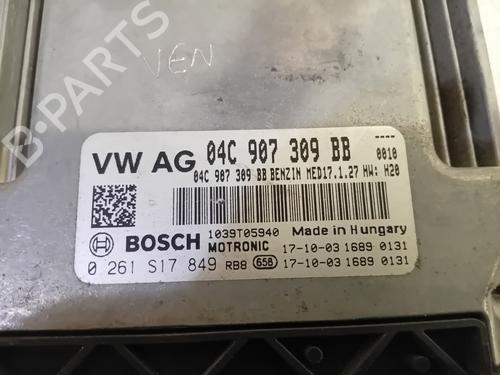 VEN
B-PARTS
VW AG 04C 907 309 BB 0010
04C 907 309 BB BENZIN MED17.1.27 HW: H20
BOSCH 1039T05940 Made in Hungary
MOTRONIC 17-10-03 1689 0131
0 261 S17 849 RB8 658 17-10-03 1689 0131